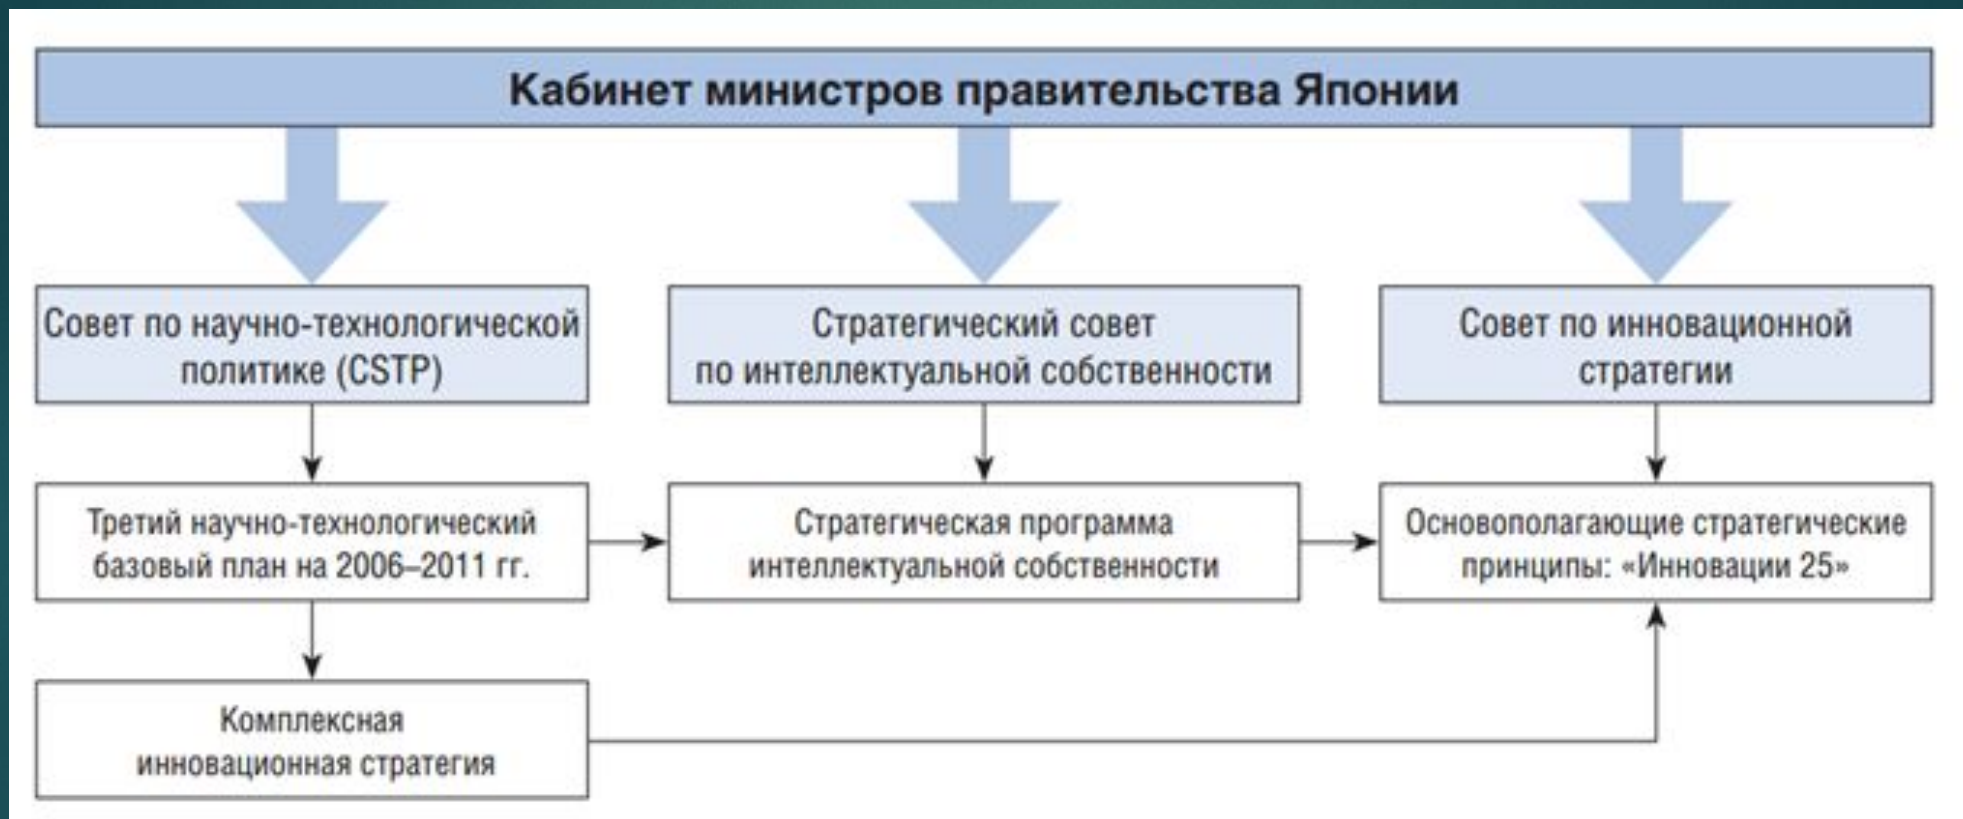 Кабинет министров правительства Японии
Совет по научно-технологической
политике (CSTP)
Стратегический совет
по интеллектуальной собственности
Совет по инновационной
стратегии
Третий научно-технологический
базовый план на 2006–2011 гг.
Стратегическая программа
интеллектуальной собственности
Основополагающие стратегические
принципы: «Инновации 25»
Комплексная
инновационная стратегия